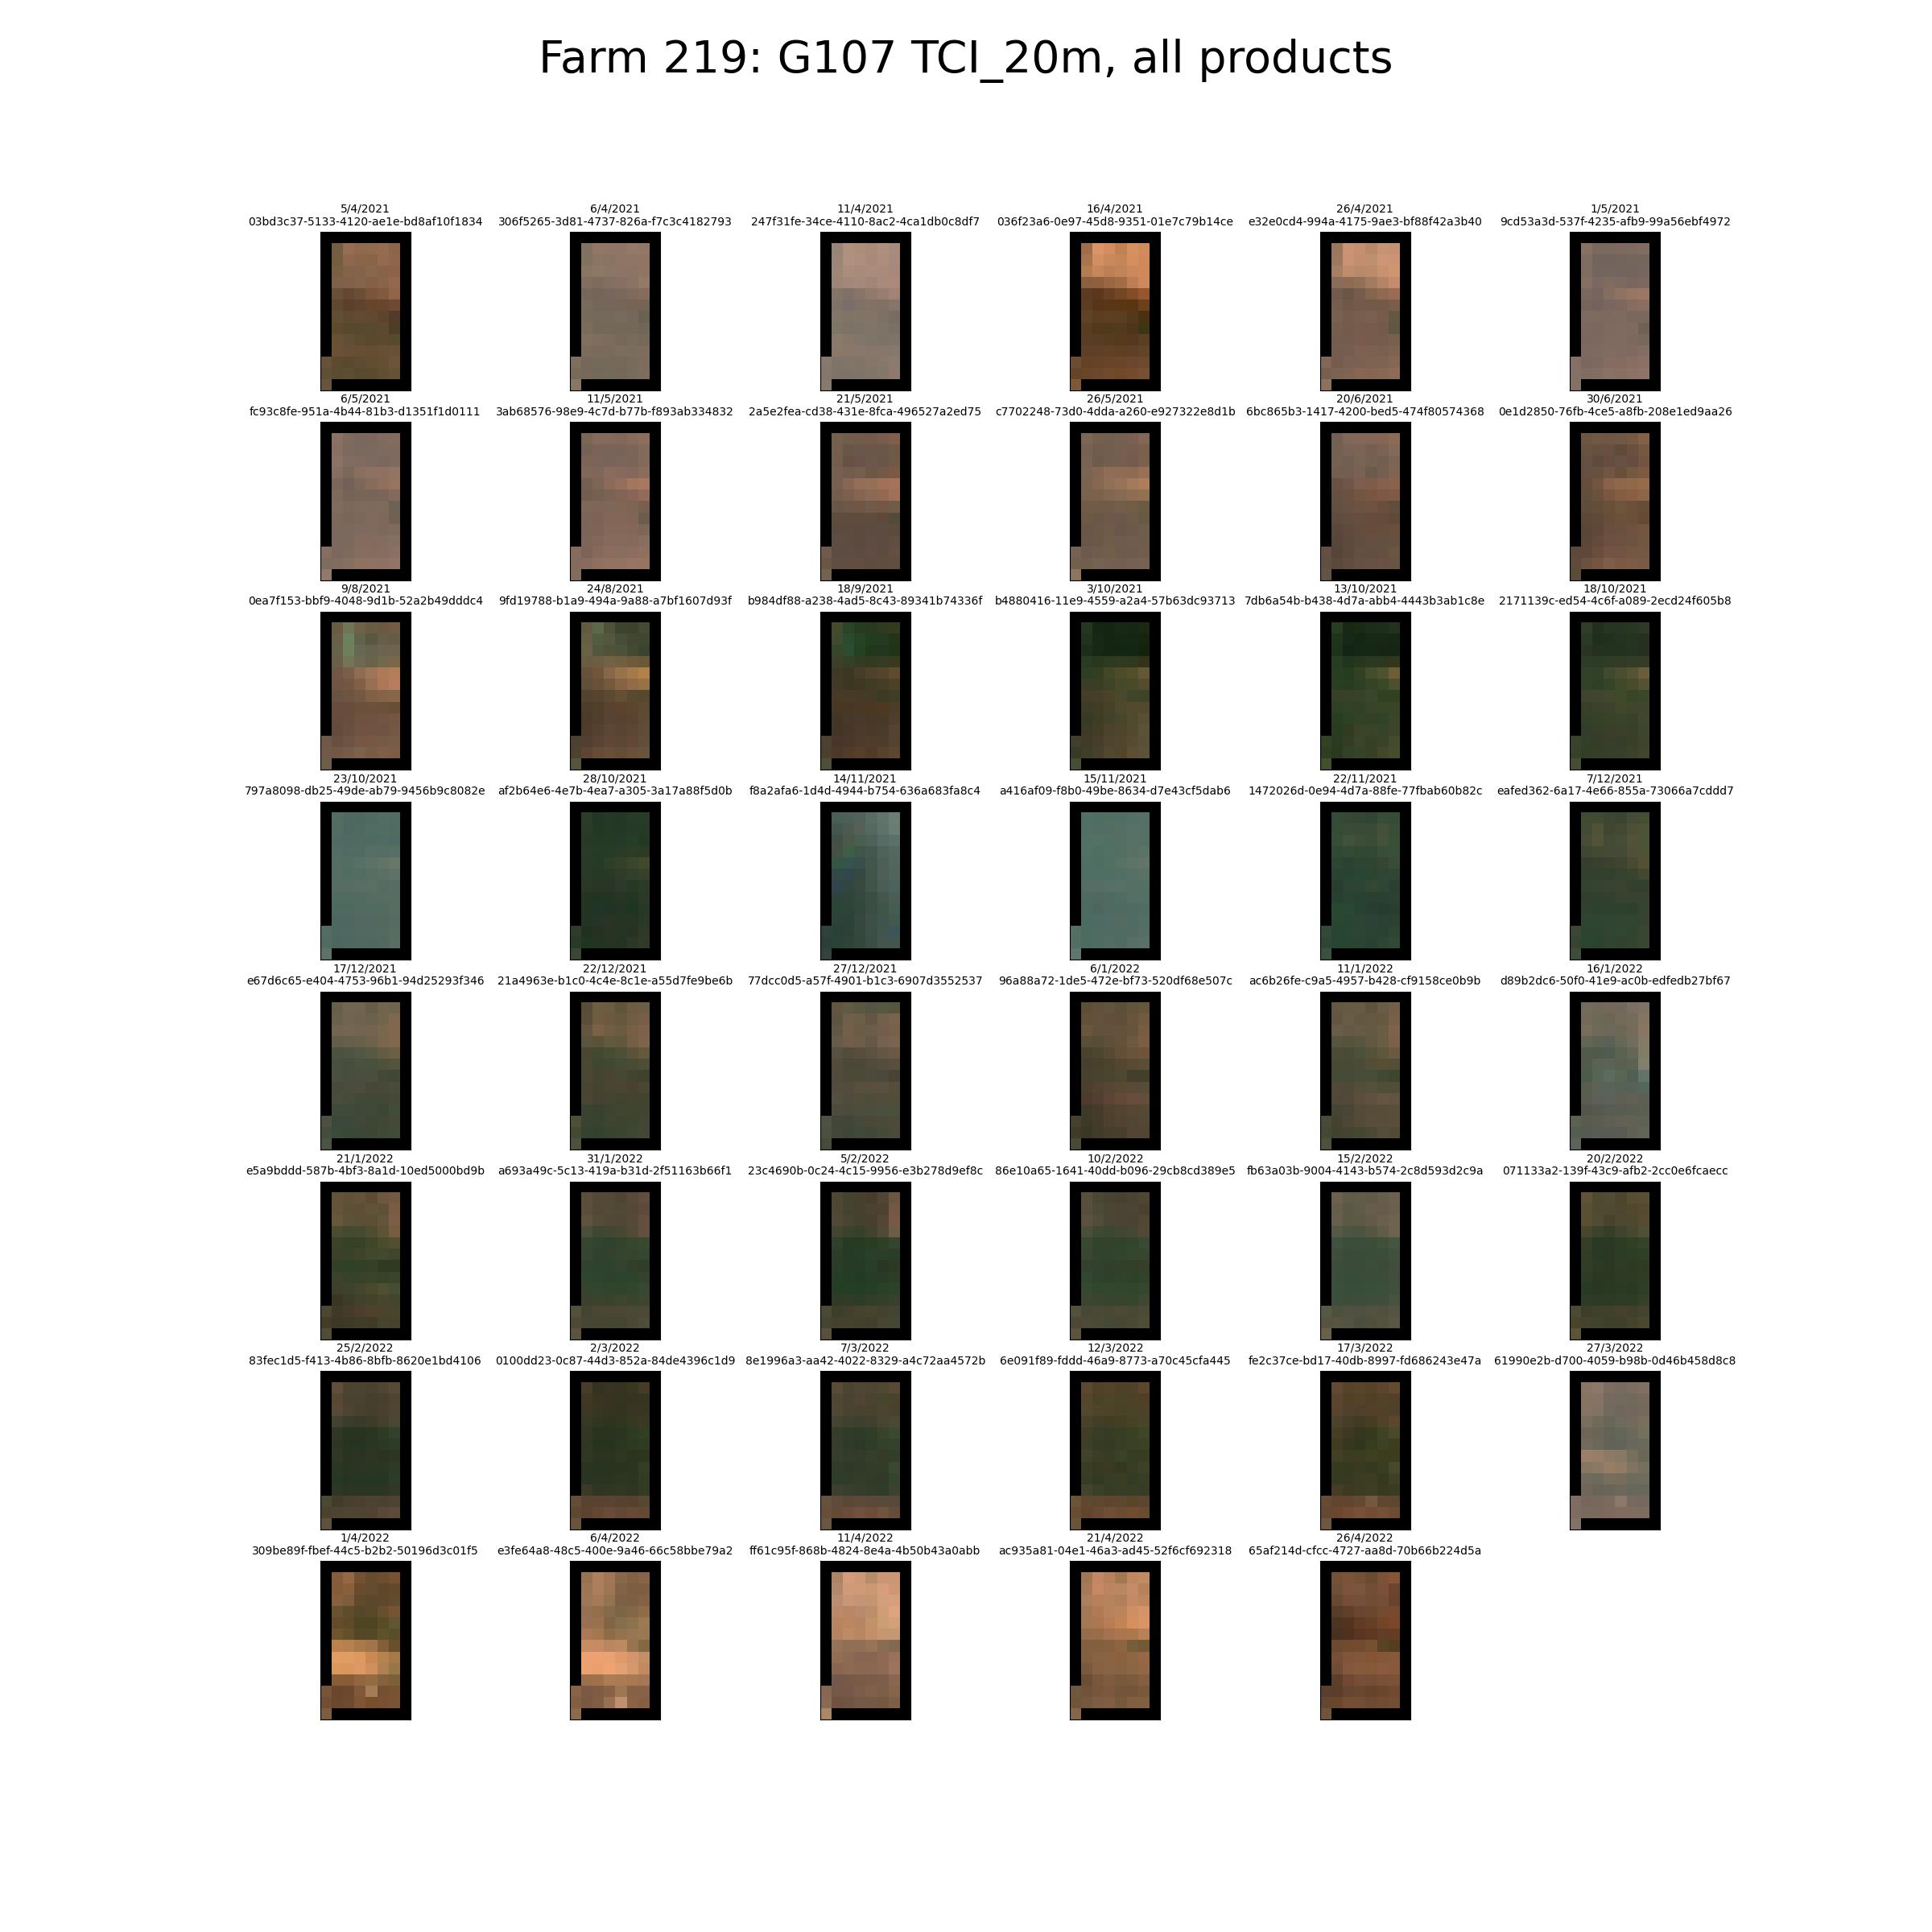 Farm 219: G107 TCI_20m, all products
5/4/2021 6/4/2021 11/4/2021 16/4/2021 26/4/2021 1/5/2021
03bd3c37-5133-4120-ae1e-bd8af10f1834 306f5265-3d81-4737-826a-f7c3c4182793 247f31fe-34ce-4110-8ac2-4ca1db0c8df7 036f23a6-0e97-45d8-9351-01e7c79b14ce e32e0cd4-994a-4175-9ae3-bf88f42a3b40 9cd53a3d-537f-4235-afb9-99a56ebf4972
6/5/2021 11/5/2021 21/5/2021 26/5/2021 20/6/2021 30/6/2021
fc93c8fe-951a-4b44-81b3-d1351f1d0111 3ab68576-98e9-4c7d-b77b-f893ab334832 2a5e2fea-cd38-431e-8fca-496527a2ed75 c7702248-73d0-4dda-a260-e927322e8d1b 6bc865b3-1417-4200-bed5-474f80574368 0e1d2850-76fb-4ce5-a8fb-208e1ed9aa26
9/8/2021 24/8/2021 18/9/2021 3/10/2021 13/10/2021 18/10/2021
0ea7f153-bbf9-4048-9d1b-52a2b49dddc4 9fd19788-b1a9-494a-9a88-a7bf1607d93f b984df88-a238-4ad5-8c43-89341b74336f b4880416-11e9-4559-a2a4-57b63dc93713 7db6a54b-b438-4d7a-abb4-4443b3ab1c8e 2171139c-ed54-4c6f-a089-2ecd24f605b8
23/10/2021 28/10/2021 14/11/2021 15/11/2021 22/11/2021 7/12/2021
797a8098-db25-49de-ab79-9456b9c8082e af2b64e6-4e7b-4ea7-a305-3a17a88f5d0b f8a2afa6-1d4d-4944-b754-636a683fa8c4 a416af09-f8b0-49be-8634-d7e43cf5dab6 1472026d-0e94-4d7a-88fe-77fbab60b82c eafed362-6a17-4e66-855a-73066a7cddd7
17/12/2021 22/12/2021 27/12/2021 6/1/2022 11/1/2022 16/1/2022
e67d6c65-e404-4753-96b1-94d25293f346 21a4963e-b1c0-4c4e-8c1e-a55d7fe9be6b 77dcc0d5-a57f-4901-b1c3-6907d3552537 96a88a72-1de5-472e-bf73-520df68e507c ac6b26fe-c9a5-4957-b428-cf9158ce0b9b d89b2dc6-50f0-41e9-ac0b-edfedb27bf67
21/1/2022 31/1/2022 5/2/2022 10/2/2022 15/2/2022 20/2/2022
e5a9bddd-587b-4bf3-8a1d-10ed5000bd9b a693a49c-5c13-419a-b31d-2f51163b66f1 23c4690b-0c24-4c15-9956-e3b278d9ef8c 86e10a65-1641-40dd-b096-29cb8cd389e5 fb63a03b-9004-4143-b574-2c8d593d2c9a 071133a2-139f-43c9-afb2-2cc0e6fcaecc
25/2/2022 2/3/2022 7/3/2022 12/3/2022 17/3/2022 27/3/2022
83fec1d5-f413-4b86-8bfb-8620e1bd4106 0100dd23-0c87-44d3-852a-84de4396c1d9 8e1996a3-aa42-4022-8329-a4c72aa4572b 6e091f89-fddd-46a9-8773-a70c45cfa445 fe2c37ce-bd17-40db-8997-fd686243e47a 61990e2b-d700-4059-b98b-0d46b458d8c8
1/4/2022 6/4/2022 11/4/2022 21/4/2022 26/4/2022
309be89f-fbef-44c5-b2b2-50196d3c01f5 e3fe64a8-48c5-400e-9a46-66c58bbe79a2 ff61c95f-868b-4824-8e4a-4b50b43a0abb ac935a81-04e1-46a3-ad45-52f6cf692318 65af214d-cfcc-4727-aa8d-70b66b224d5a